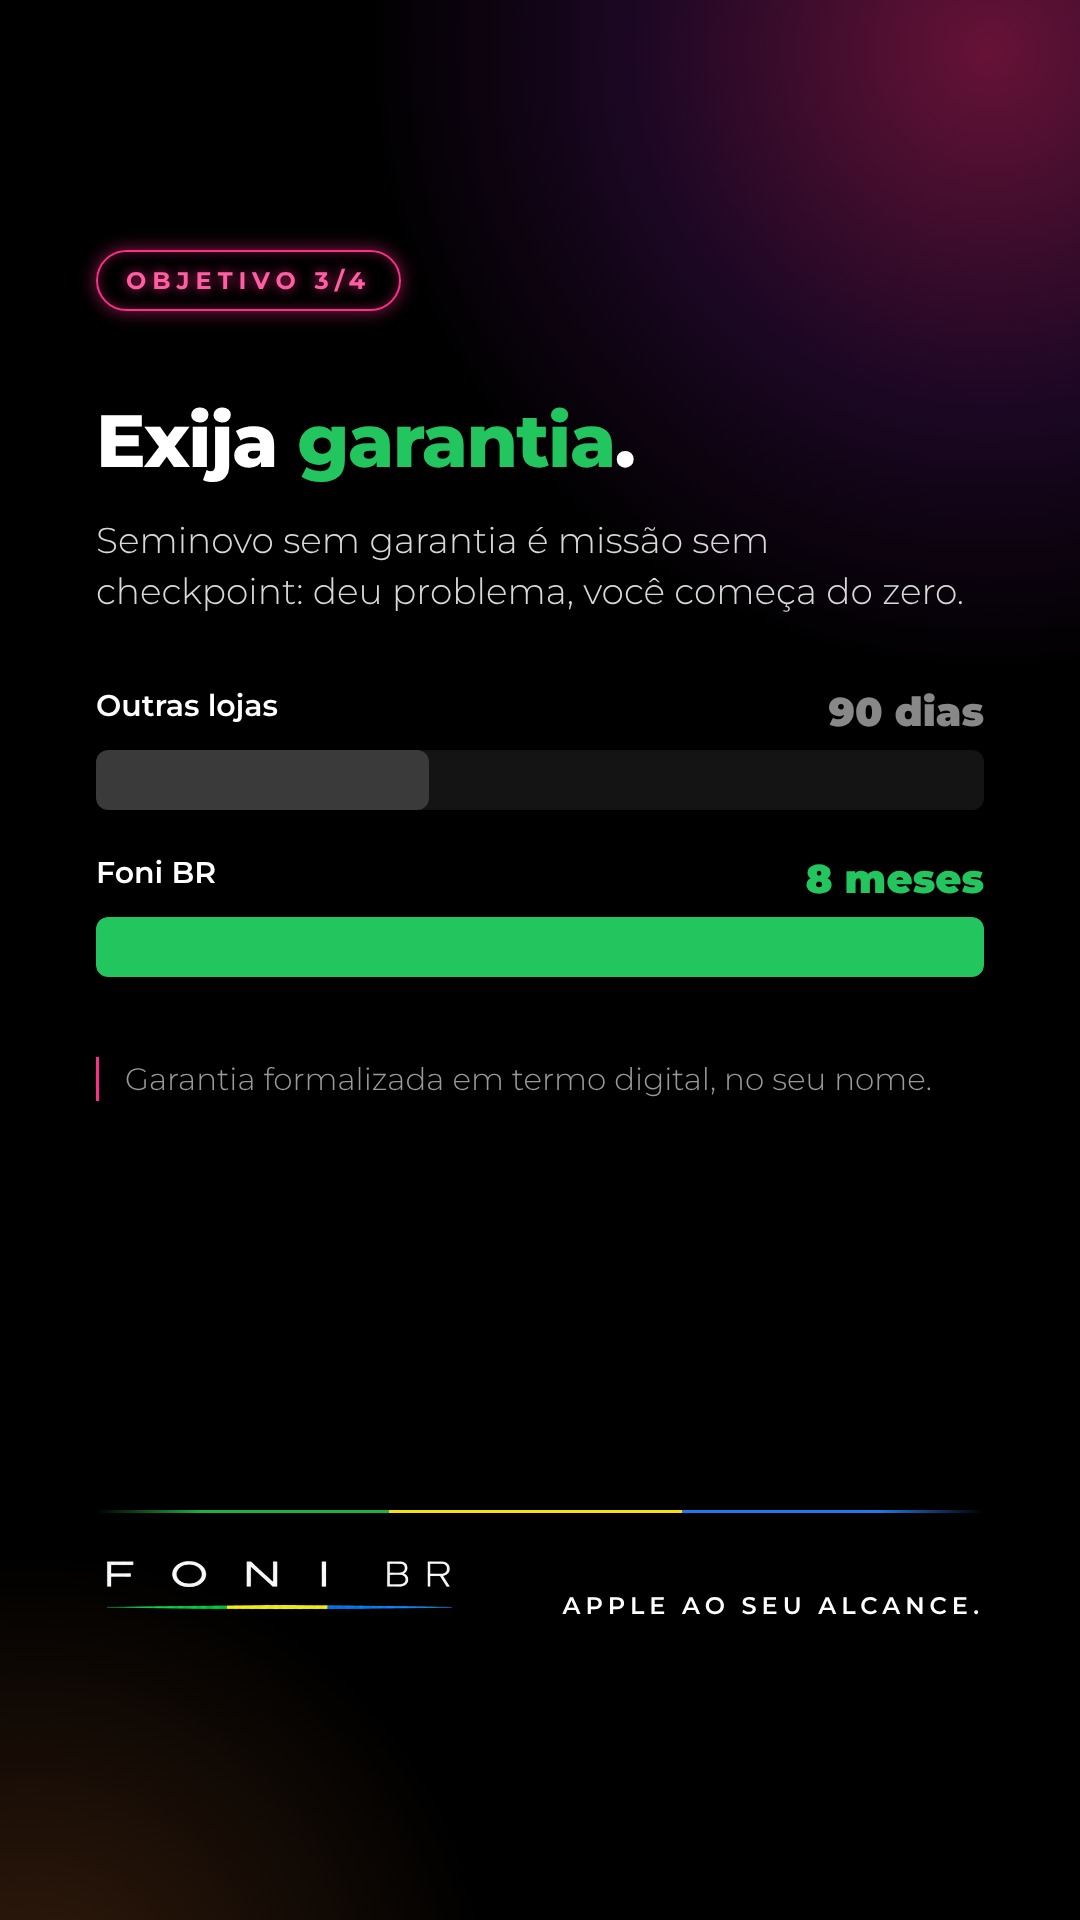 OBJETIVO 3/4
Exija garantia.
Seminovo sem garantia é missão sem
checkpoint: deu problema, você começa do zero.
Outras lojas
90 dias
Foni BR
8 meses
Garantia formalizada em termo digital, no seu nome.
FONI BR
APPLE AO SEU ALCANCE.